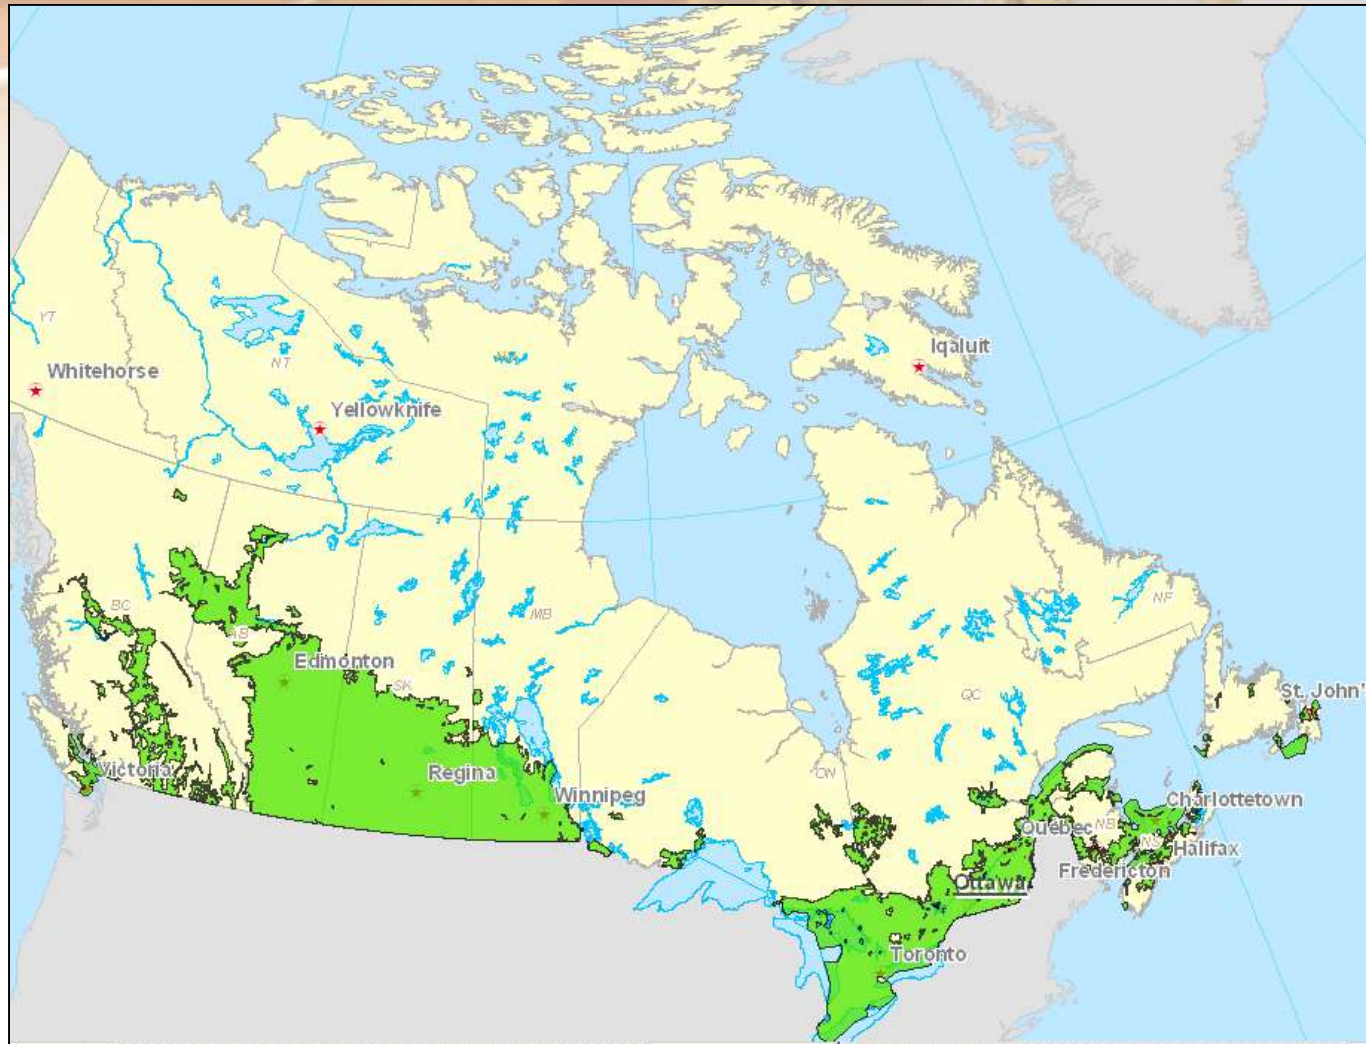 Iqaluit
YT
NT
Whitehorse
Yellowknife
BC
MB
NF
AB
Edmonton
SK
QC
St. John'
Victoria
Regina
ON
Winnipeg
Charlottetown
Québec
NB
NS
Halifax
Fredericton
Ottawa
Toronto